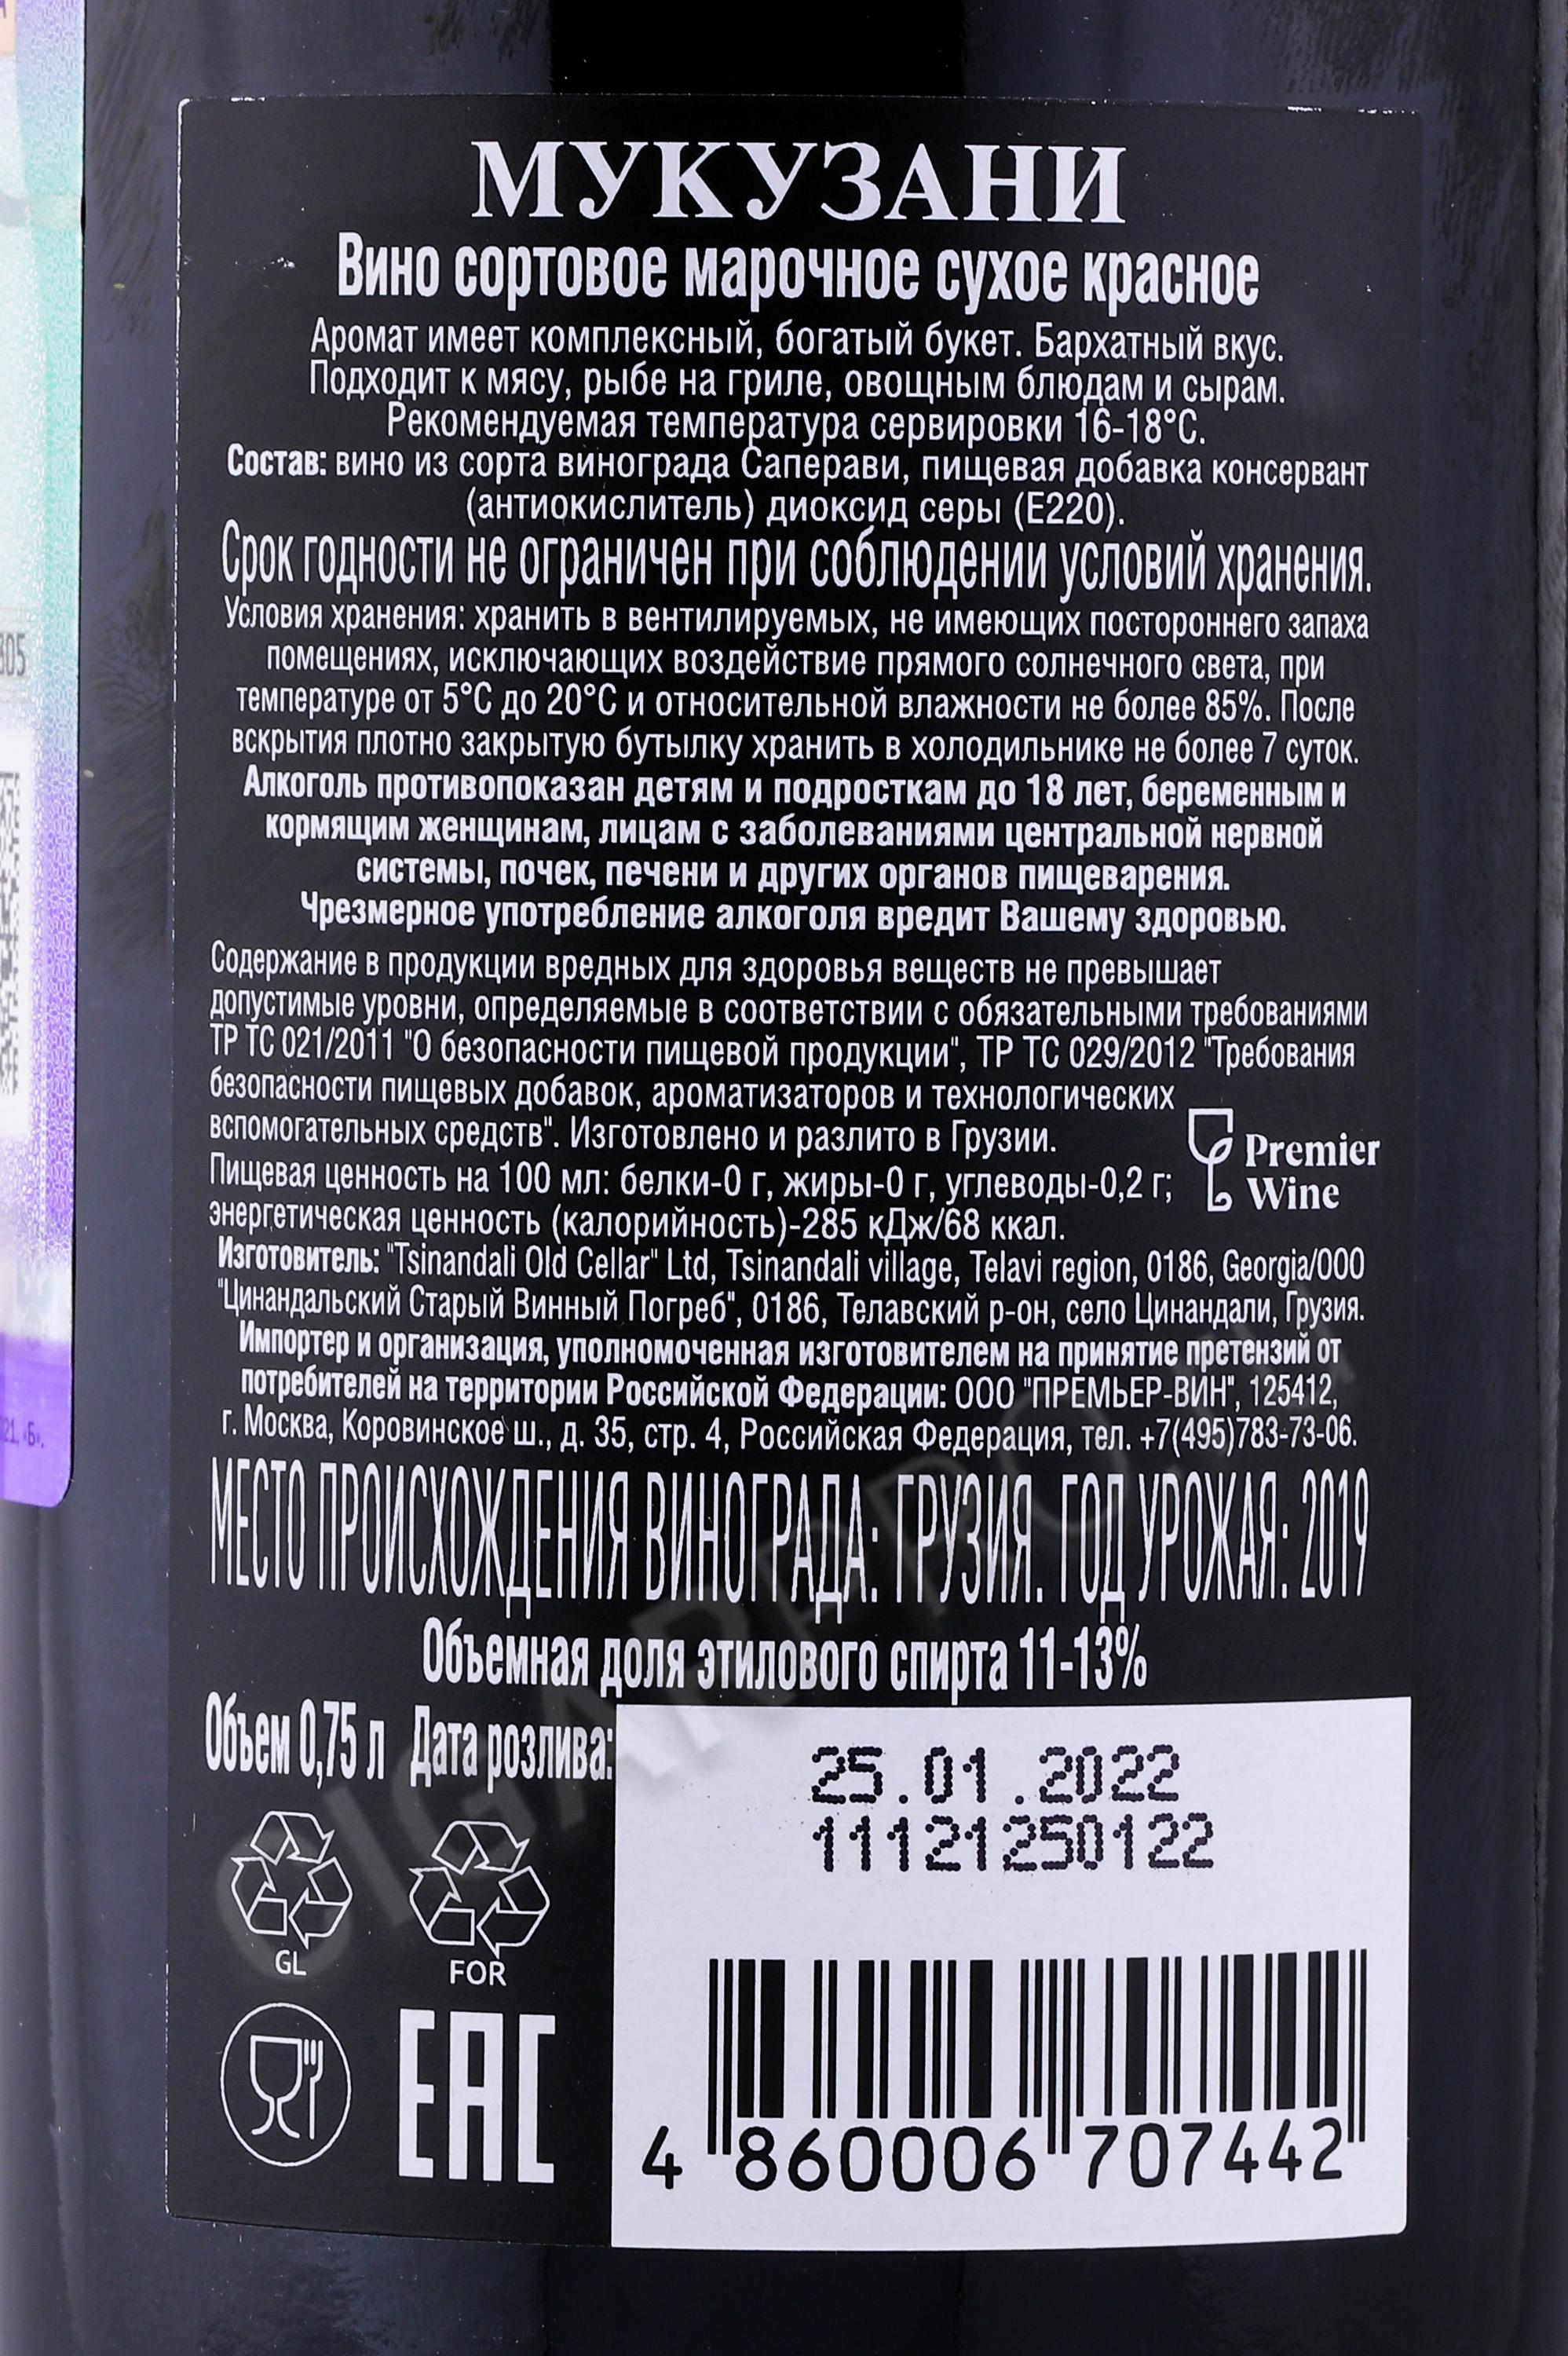 МУКУЗАНИ
Вино сортовое марочное сухое красное
Аромат имеет комплексный, богатый букет. Бархатный вкус.
Подходит к мясу, рыбе на гриле, овощным блюдам и сырам.
Рекомендуемая температура сервировки 16-18°С.
Состав: вино из сорта винограда Саперави, пищевая добавка консервант
(антиокислитель) диоксид серы (Е220).
Срок годности не ограничен при соблюдении условий хранения.
Условия хранения: хранить в вентилируемых, не имеющих постороннего запаха
помещениях, исключающих воздействие прямого солнечного света, при
температуре от 5°С до 20°С и относительной влажности не более 85%. После
вскрытия плотно закрытую бутылку хранить в холодильнике не более 7 суток.
Алкоголь противопоказан детям и подросткам до 18 лет, беременным и
кормящим женщинам, лицам с заболеваниями центральной нервной
системы, почек, печени и других органов пищеварения.
Чрезмерное употребление алкоголя вредит Вашему здоровью.
Содержание в продукции вредных для здоровья веществ не превышает
допустимые уровни, определяемые в соответствии с обязательными требованиями
ТР ТС 021/2011 "О безопасности пищевой продукции", ТР ТС 029/2012 "Требования
безопасности пищевых добавок, ароматизаторов и технологических
вспомогательных средств". Изготовлено и разлито в Грузии.
Premier
Wine
Пищевая ценность на 100 мл: белки-0 г, жиры-0 г, углеводы-0,2 г;
энергетическая ценность (калорийность)-285 кДж/68 ккал.
Изготовитель: "Tsinandali Old Cellar" Ltd, Tsinandali village, Telavi region, 0186, Georgia/ООО
"Цинандальский Старый Винный Погреб", 0186, Телавский р-он, село Цинандали, Грузия.
Импортер и организация, уполномоченная изготовителем на принятие претензий от
потребителей на территории Российской Федерации: ООО "ПРЕМЬЕР-ВИН", 125412,
г. Москва, Коровинское ш., д. 35, стр. 4, Российская Федерация, тел. +7(495)783-73-06.
МЕСТО ПРОИСХОЖДЕНИЯ ВИНОГРАДА: ГРУЗИЯ. ГОД УРОЖАЯ: 2019
Объемная доля этилового спирта 11-13%
Объем 0,75 л Дата розлива:
25.01.2022
11121250122
GL
FOR
EAC
4 860006 707442
305
21, «Б».